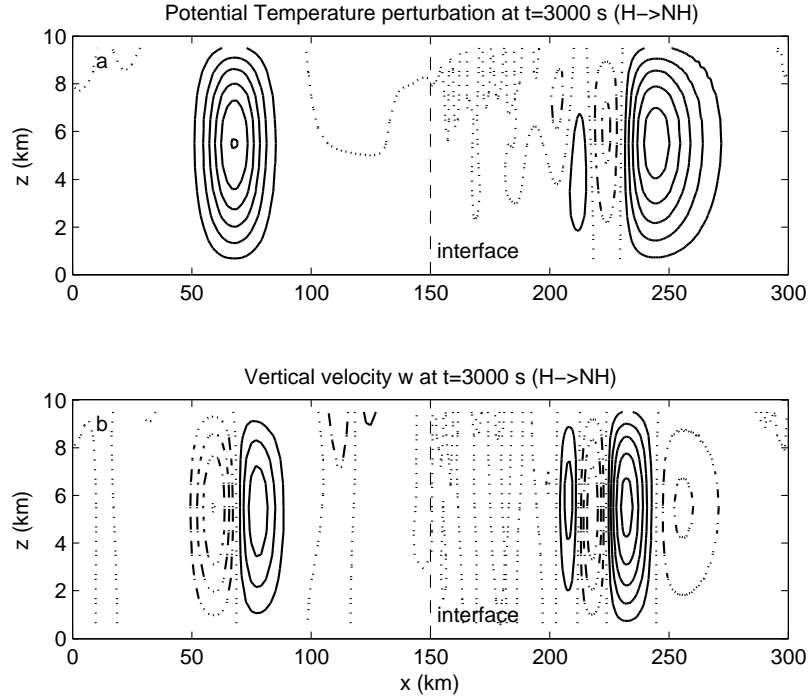 Potential Temperature perturbation at t=3000 s (H->NH)
10
8
6
4
2
0
z (km)
a
interface
0 50 100 150 200 250 300
Vertical velocity w at t=3000 s (H->NH)
10
8
6
4
2
0
z (km)
b
interface
0 50 100 150 200 250 300
x (km)